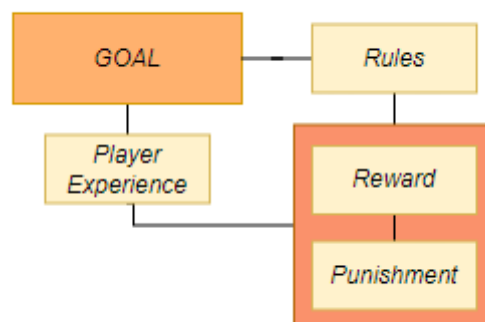 GOAL
Rules
Player
Experience
Reward
Punishment